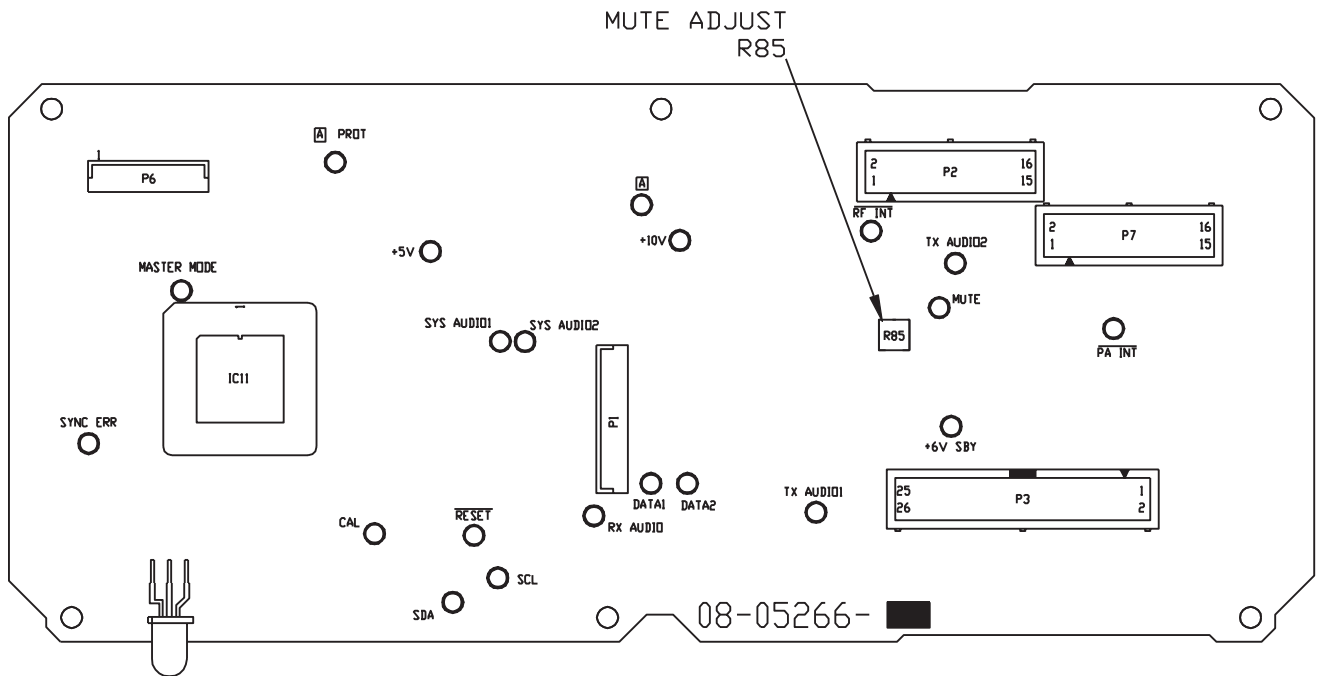 MUTE ADJUST
R85
A PROT
1
P6
A
2 P2 16
1 15
RF INT
+10V
2 P7 16
1 15
TX AUDIO2
+5V
MASTER MODE
MUTE
SYS AUDIO1
SYS AUDIO2
R85
PA INT
IC11
P1
SYNC ERR
+6V SBY
DATA1
DATA2
TX AUDIO1
25 P3 1
26 2
CAL
RESET
RX AUDIO
SCL
SDA
08-05266-